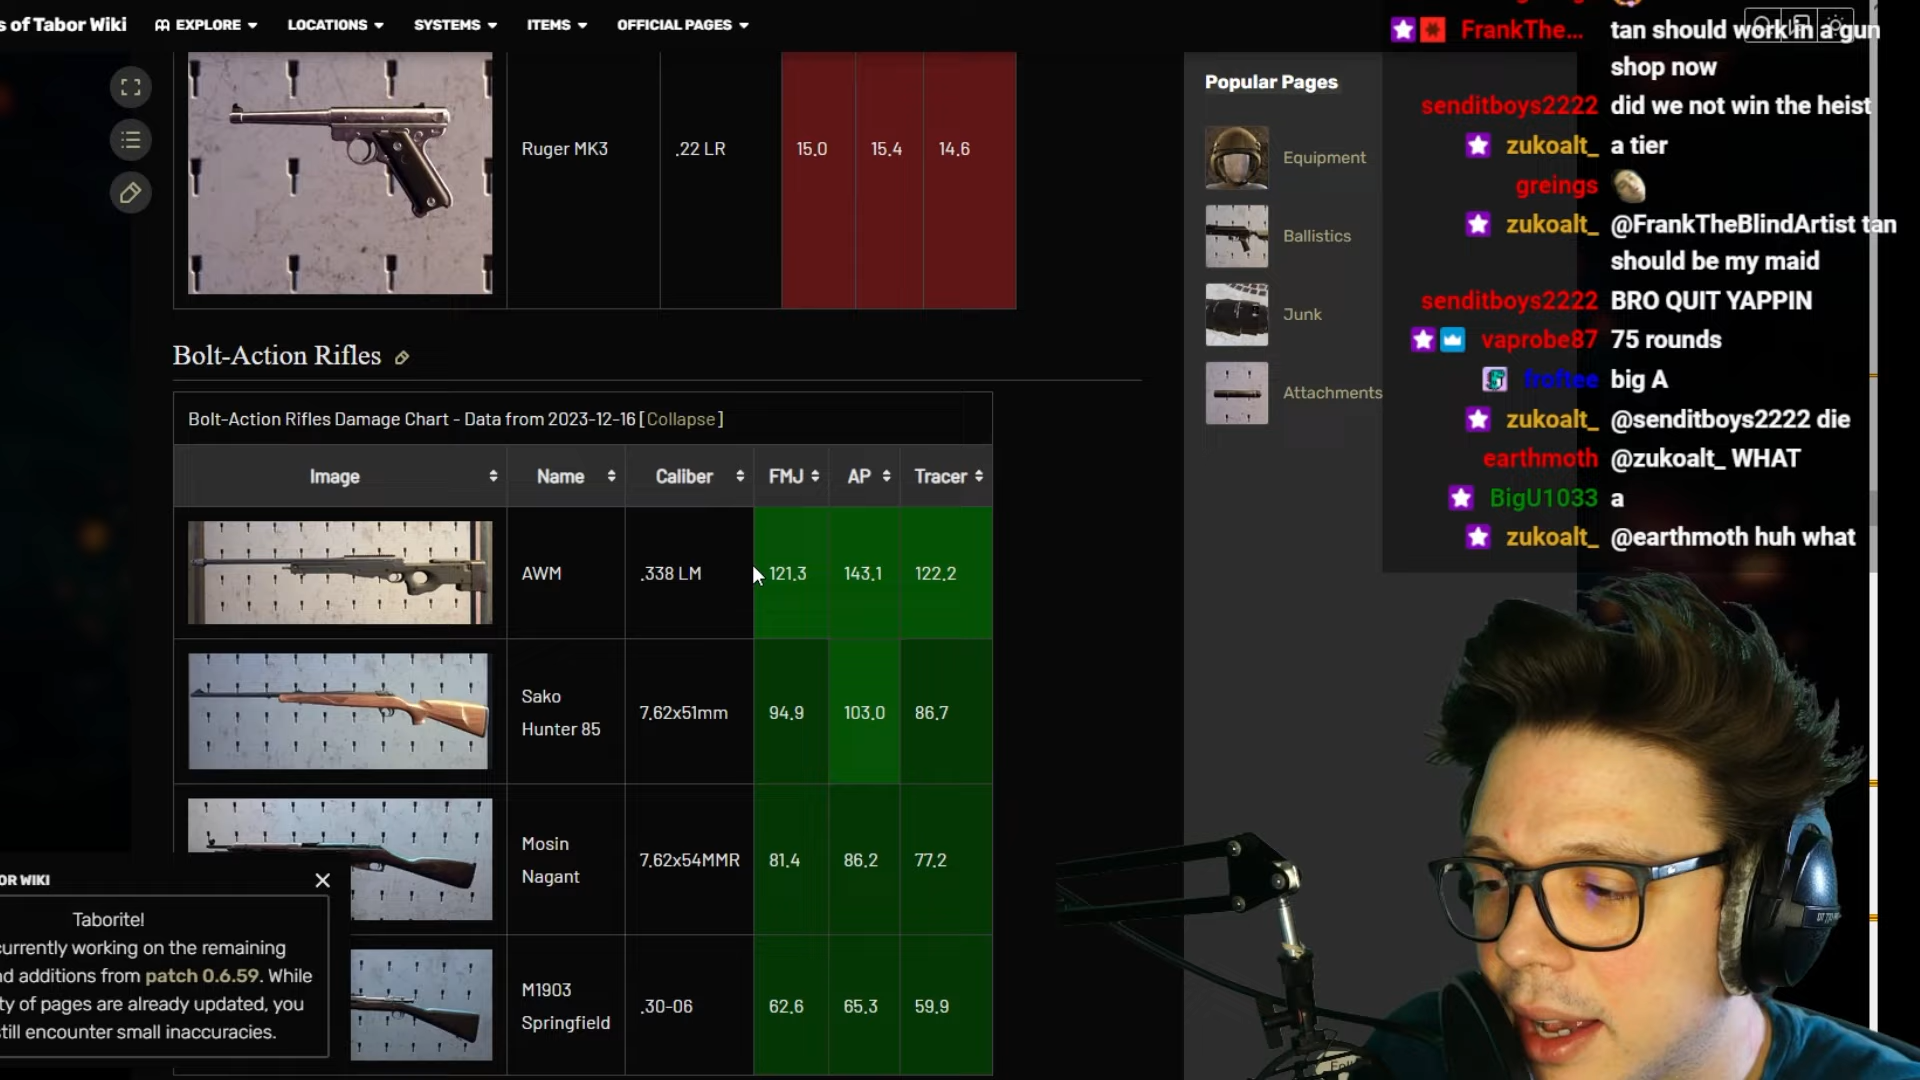 s of Tabor Wiki EXPLORE LOCATIONS SYSTEMS ITEMS OFFICIAL PAGES
Ruger MK3 .22 LR 15.0 15.4 14.6
Bolt-Action Rifles
Bolt-Action Rifles Damage Chart - Data from 2023-12-16 [Collapse]
Image Name Caliber FMJ AP Tracer
AWM .338 LM 121.3 143.1 122.2
Sako
Hunter 85 7.62x51mm 94.9 103.0 86.7
Mosin
Nagant 7.62x54MMR 81.4 86.2 77.2
M1903
Springfield .30-06 62.6 65.3 59.9
OR WIKI
Taborite!
currently working on the remaining
nd additions from patch 0.6.59. While
ty of pages are already updated, you
still encounter small inaccuracies.
Popular Pages
Equipment
Ballistics
Junk
Attachments
FrankThe... tan should work in a gun
shop now
senditboys2222 did we not win the heist
zukoalt_ a tier
greings
zukoalt_ @FrankTheBlindArtist tan
should be my maid
senditboys2222 BRO QUIT YAPPIN
vaprobe87 75 rounds
froftee big A
zukoalt_ @senditboys2222 die
earthmoth @zukoalt_ WHAT
BigU1033 a
zukoalt_ @earthmoth huh what